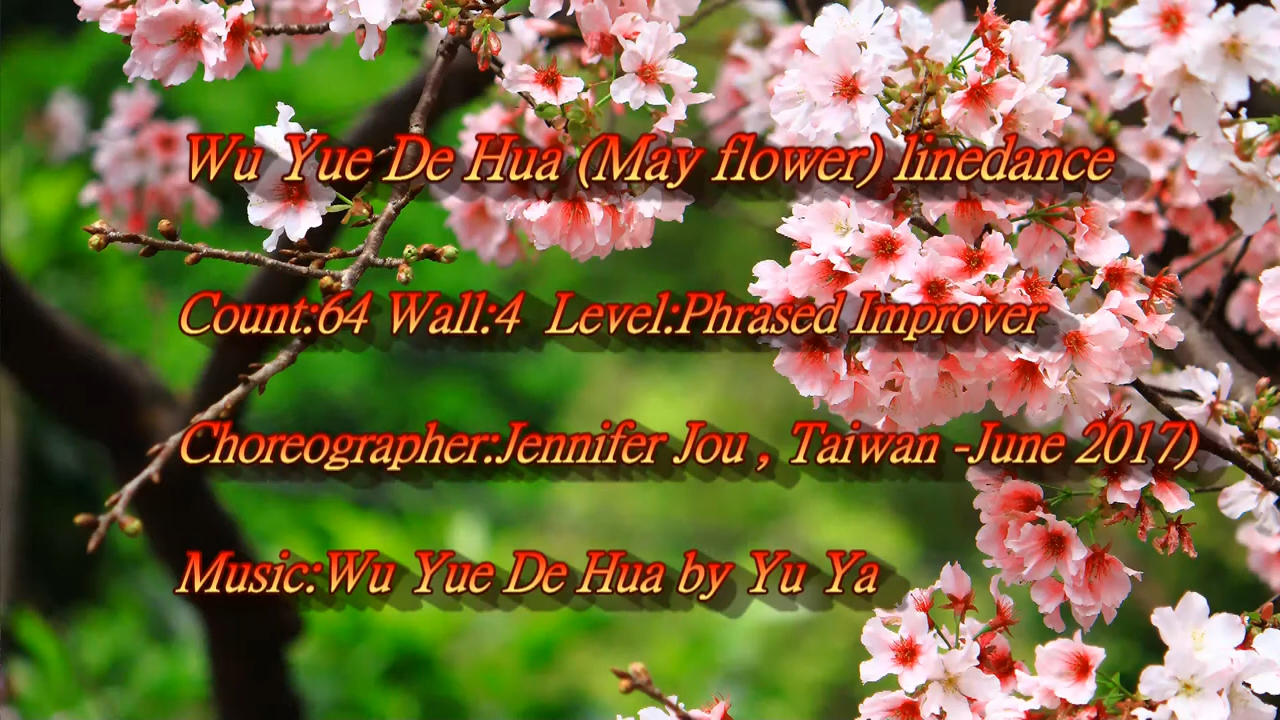 Wu Yue De Hua (May flower) linedance
Count:64 Wall:4 Level:Phrased Improver
Choreographer:Jennifer Jou , Taiwan -June 2017)
Music:Wu Yue De Hua by Yu Ya